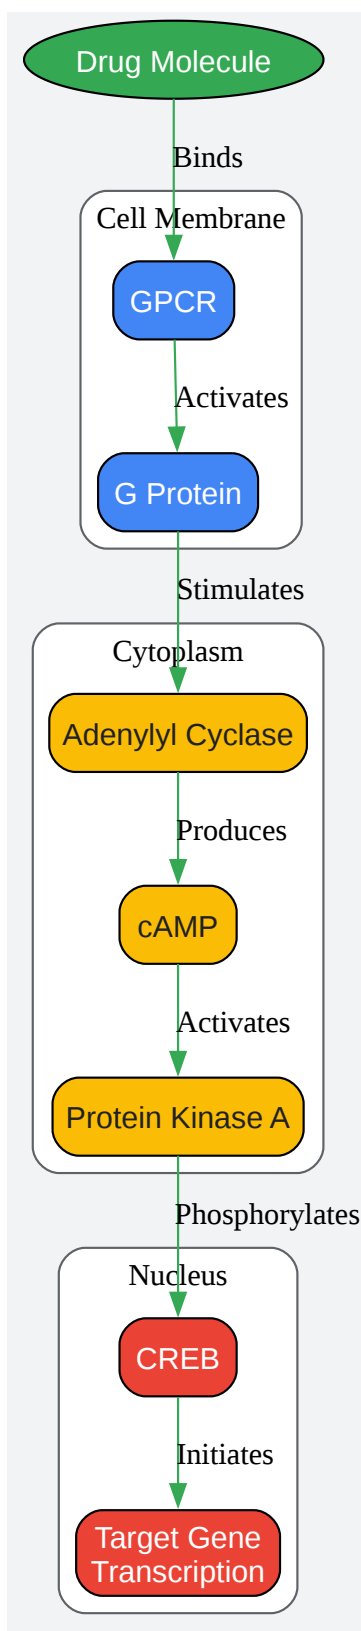 Drug Molecule
Binds
Cell Membrane
GPCR
Activates
G Protein
Stimulates
Cytoplasm
Adenylyl Cyclase
Produces
cAMP
Activates
Protein Kinase A
Phosphorylates
Nucleus
CREB
Initiates
Target Gene
Transcription